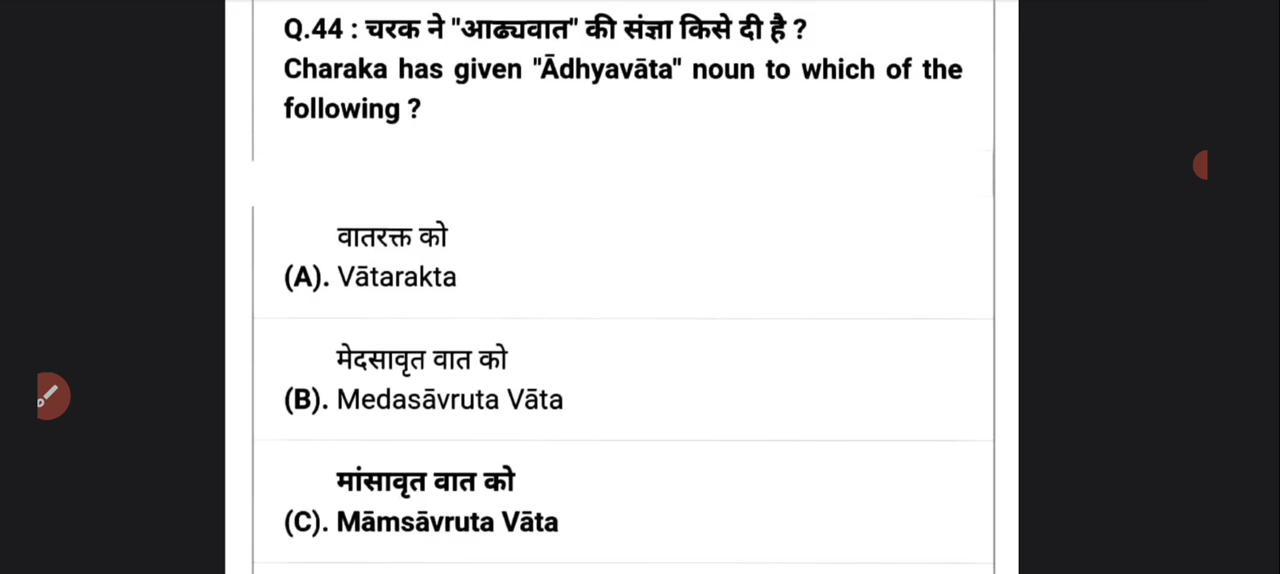 Q.44 : चरक ने "आढ्यवात" की संज्ञा किसे दी है ?
Charaka has given "Ādhyavāta" noun to which of the
following ?
वातरक्त को
(A). Vātarakta
मेदसावृत वात को
(B). Medasāvruta Vāta
मांसावृत वात को
(C). Māmsāvruta Vāta